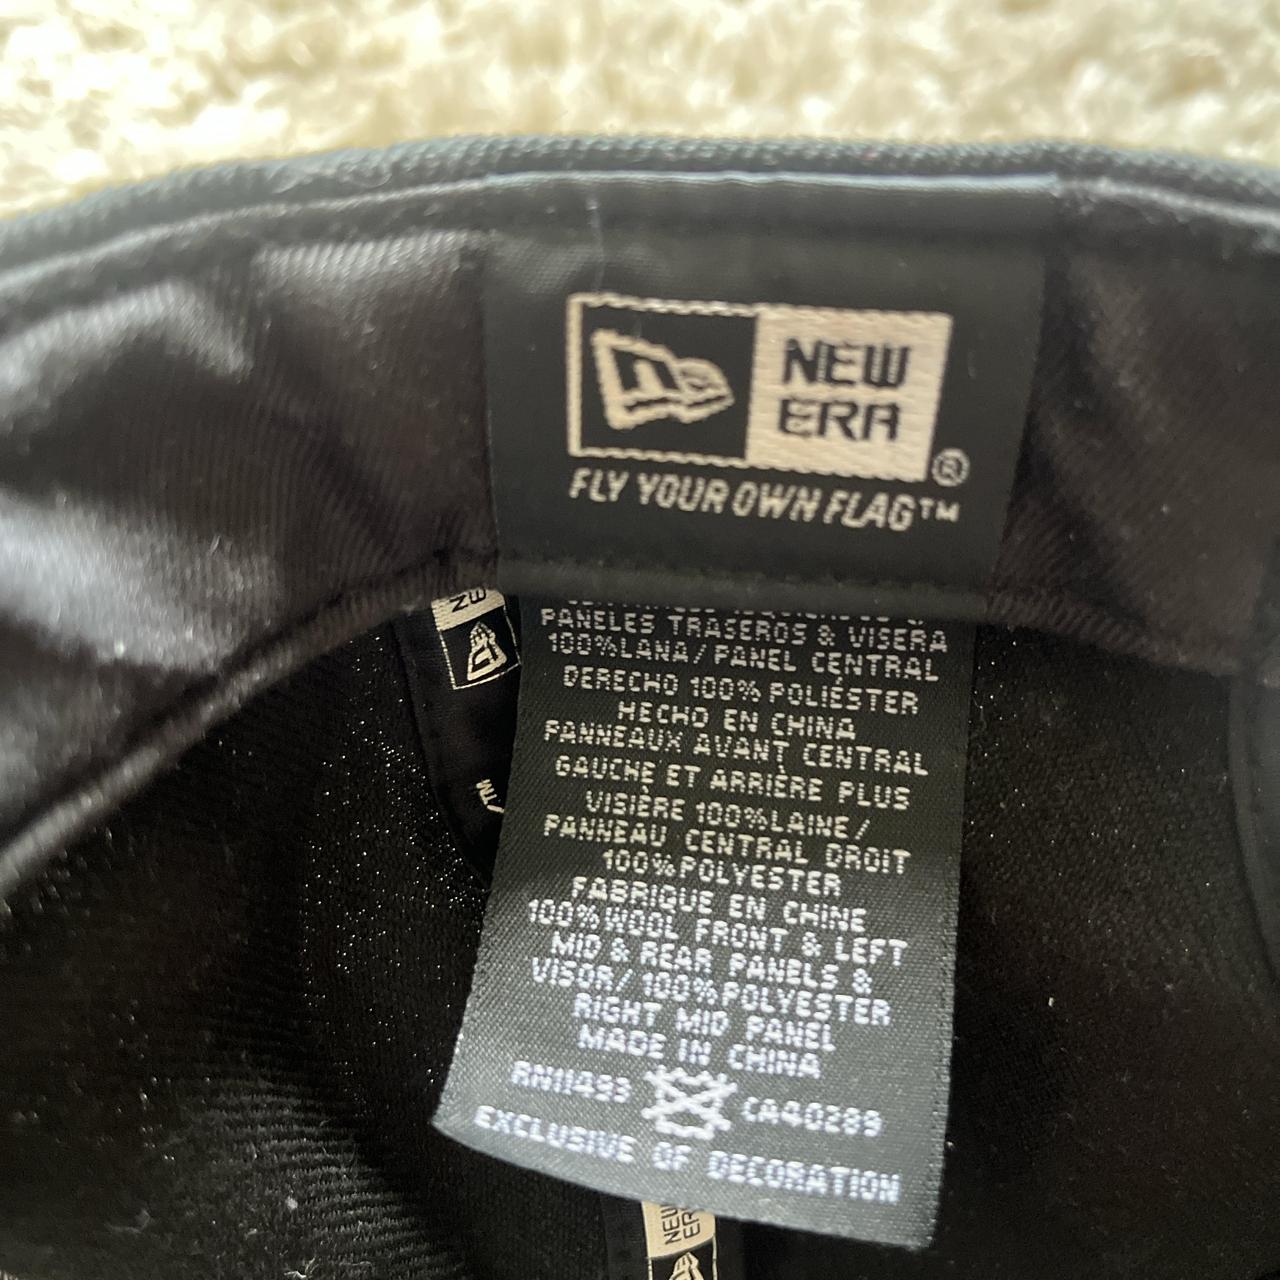 NEW
ERA
®
FLY YOUR OWN FLAG™
NE
PANELES TRASEROS & VISERA
100%LANA/PANEL CENTRAL
DERECHO 100% POLIÉSTER
HECHO EN CHINA
PANNEAUX AVANT CENTRAL
GAUCHE ET ARRIÈRE PLUS
VISIÈRE 100%LAINE/
PANNEAU CENTRAL DROIT
100%POLYESTER
FABRIQUE EN CHINE
100%WOOL FRONT & LEFT
MID & REAR PANELS &
VISOR/100%POLYESTER
RIGHT MID PANEL
MADE IN CHINA
RN11493 CA40289
EXCLUSIVE OF DECORATION
NEW
ER